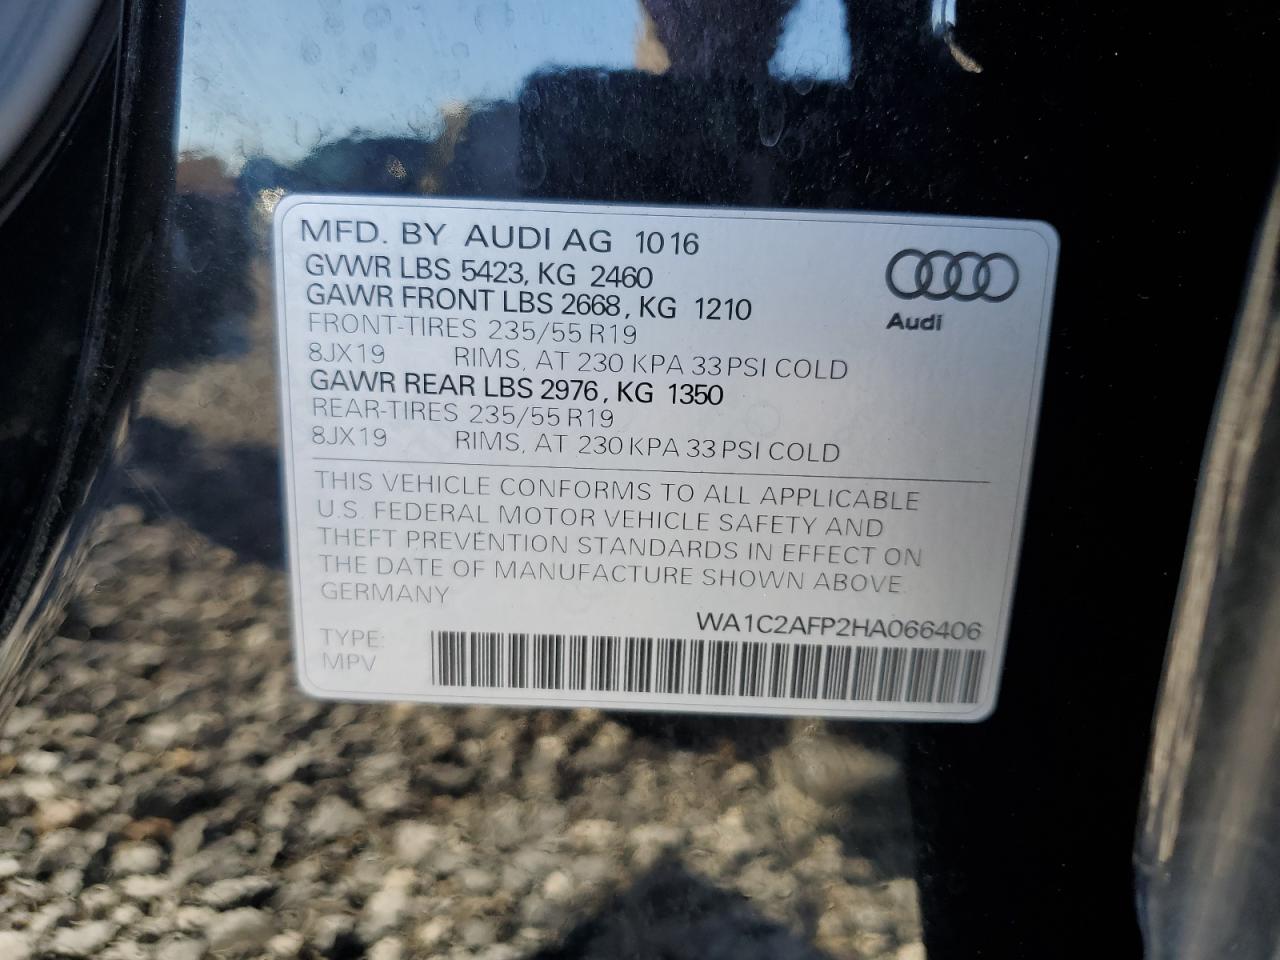 MFD. BY AUDI AG 1016
GVWR LBS 5423, KG 2460
GAWR FRONT LBS 2668, KG 1210
FRONT-TIRES 235/55 R19
8JX19 RIMS, AT 230 KPA 33 PSI COLD
GAWR REAR LBS 2976, KG 1350
REAR-TIRES 235/55 R19
8JX19 RIMS, AT 230 KPA 33 PSI COLD
Audi
THIS VEHICLE CONFORMS TO ALL APPLICABLE
U.S. FEDERAL MOTOR VEHICLE SAFETY AND
THEFT PREVENTION STANDARDS IN EFFECT ON
THE DATE OF MANUFACTURE SHOWN ABOVE.
GERMANY
WA1C2AFP2HA066406
TYPE:
MPV